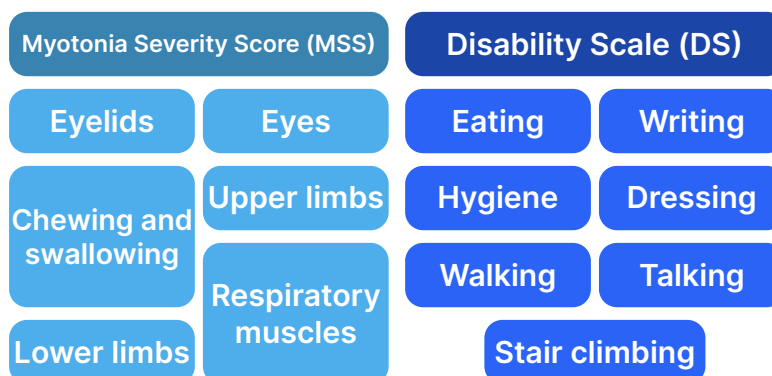 Myotonia Severity Score (MSS)
Eyelids
Eyes
Chewing and
swallowing
Upper limbs
Respiratory
muscles
Lower limbs
Disability Scale (DS)
Eating
Writing
Hygiene
Dressing
Walking
Talking
Stair climbing